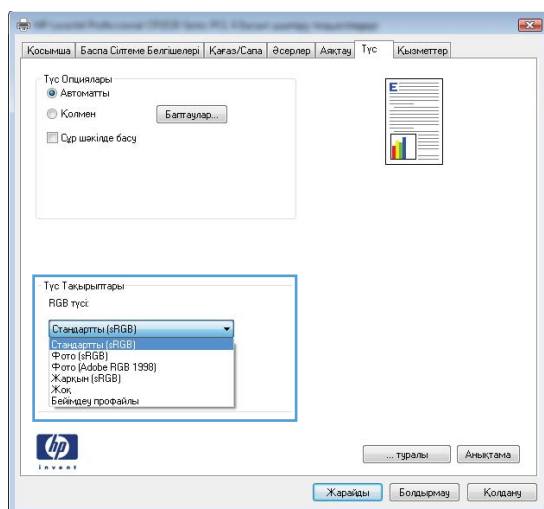 Қосымша Баспа Сілтеме Белгішелері Қағаз/Сапа Әсерлер Аяқтау Түс Қызметтер
Түс Опциялары
Автоматты
Қолмен Баптаулар...
Сұр шәкілде басу
E
Түс Тақырыптары
RGB түсі:
Стандартты (sRGB)
Стандартты (sRGB)
Фото (sRGB)
Фото (Adobe RGB 1998)
Жарқын (sRGB)
Жоқ
Бейімдеу профайлы
hp
invent
... туралы Анықтама
Жарайды Болдырмау Қолдану